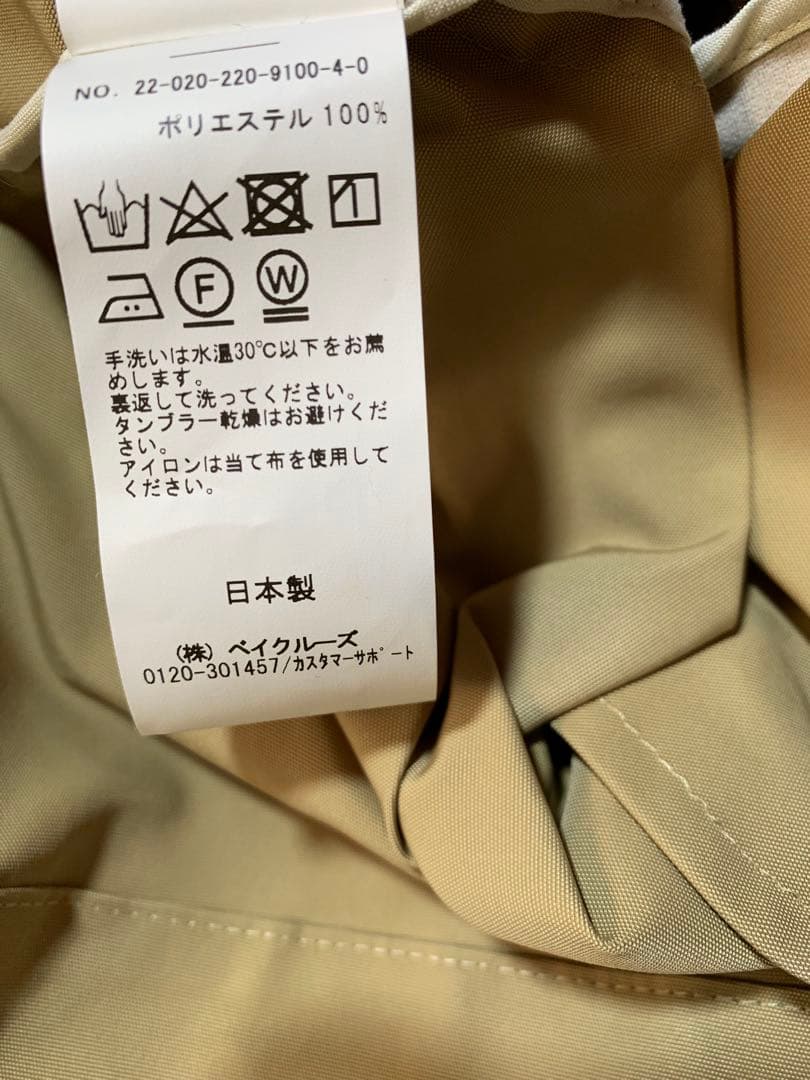 NO. 22-020-220-9100-4-0
ポリエステル 100%
F W
手洗いは水温30℃以下をお薦
めします。
裏返して洗ってください。
タンブラー乾燥はお避けくだ
さい。
アイロンは当て布を使用して
ください。
日本製
(株) ベイクルーズ
0120-301457/カスタマーサポート